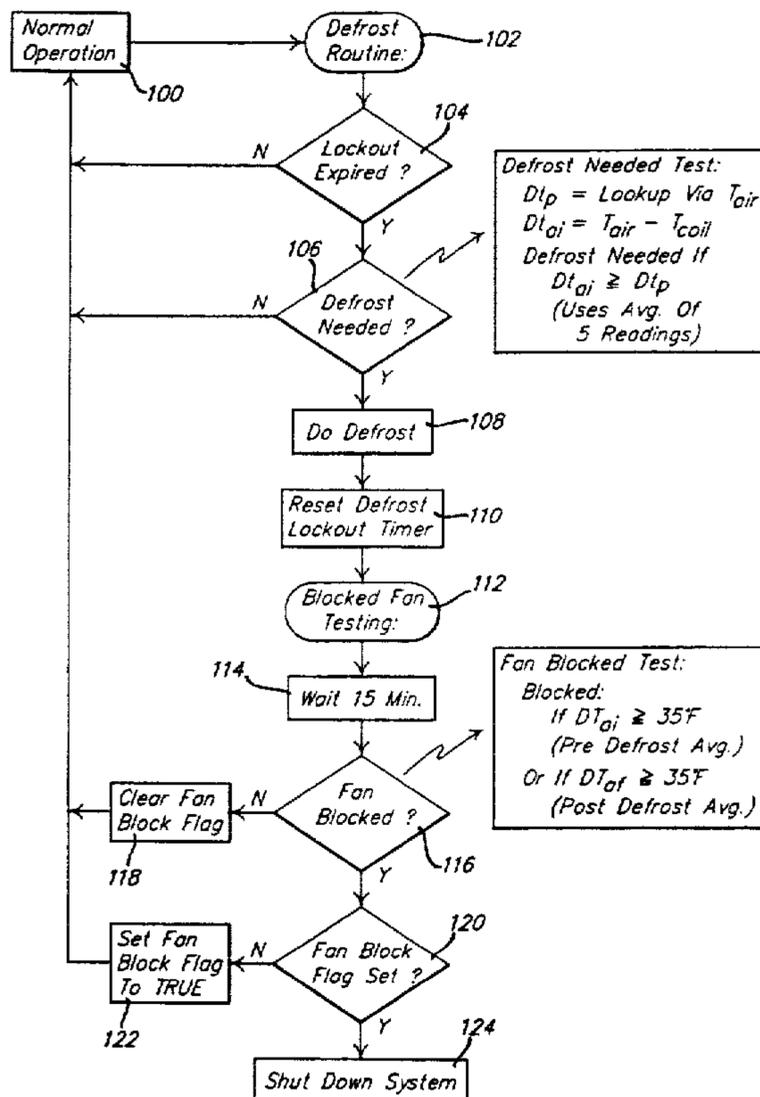 Normal
Operation
100
Defrost
Routine:
102
Lockout
Expired ?
104
N
Y
Defrost Needed Test:
Dtp = Lookup Via Tair
Dtai = Tair - Tcoil
Defrost Needed If
Dtai ≧ Dtp
(Uses Avg. Of
5 Readings)
106
Defrost
Needed ?
N
Y
Do Defrost
108
Reset Defrost
Lockout Timer
110
Blocked Fan
Testing:
112
114
Wait 15 Min.
Fan Blocked Test:
Blocked:
If DTai ≧ 35°F
(Pre Defrost Avg.)
Or If DTaf ≧ 35°F
(Post Defrost Avg.)
Clear Fan
Block Flag
118
N
Fan
Blocked ?
116
Y
Set Fan
Block Flag
To TRUE
122
N
Fan Block
Flag Set ?
120
Y
124
Shut Down System